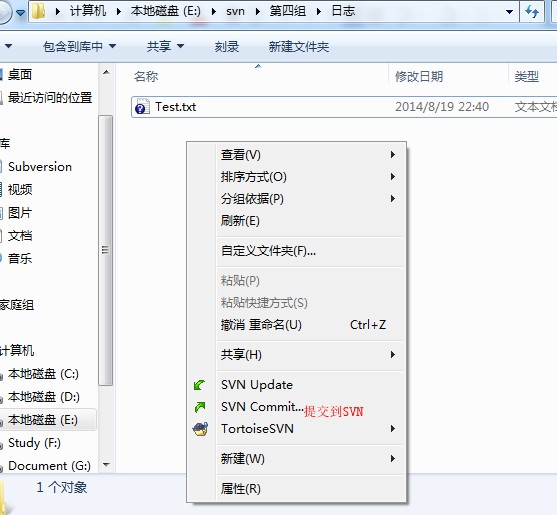 计算机 ▸ 本地磁盘 (E:) ▸ svn ▸ 第四组 ▸ 日志
包含到库中 共享 刻录 新建文件夹
名称 修改日期 类型
桌面
最近访问的位置
Test.txt 2014/8/19 22:40 文本文档
库
Subversion
视频
图片
文档
音乐
家庭组
计算机
本地磁盘 (C:)
本地磁盘 (D:)
本地磁盘 (E:)
Study (F:)
Document (G:)
查看(V)
排序方式(O)
分组依据(P)
刷新(E)
自定义文件夹(F)...
粘贴(P)
粘贴快捷方式(S)
撤消 重命名(U) Ctrl+Z
共享(H)
SVN Update
SVN Commit...提交到SVN
TortoiseSVN
新建(W)
属性(R)
1 个对象